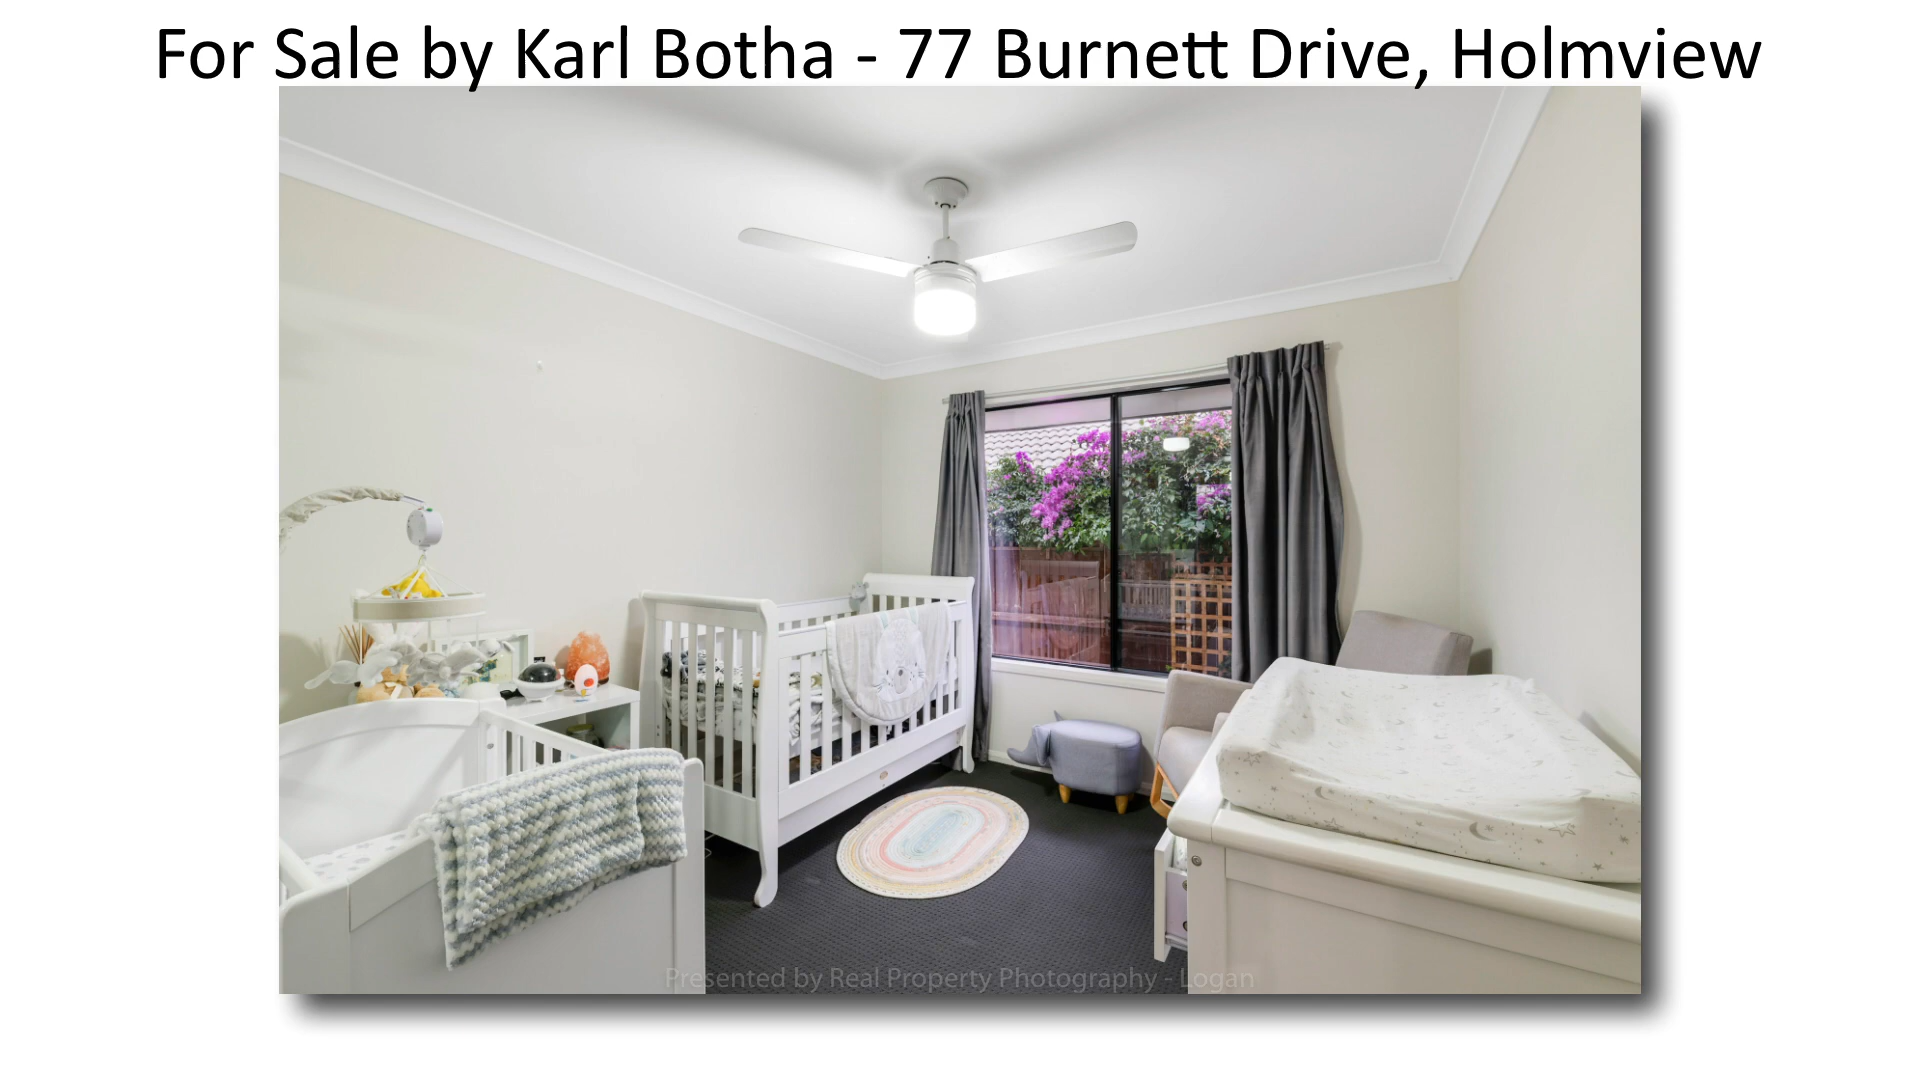 For Sale by Karl Botha - 77 Burnett Drive, Holmview
Presented by Real Property Photography - Logan